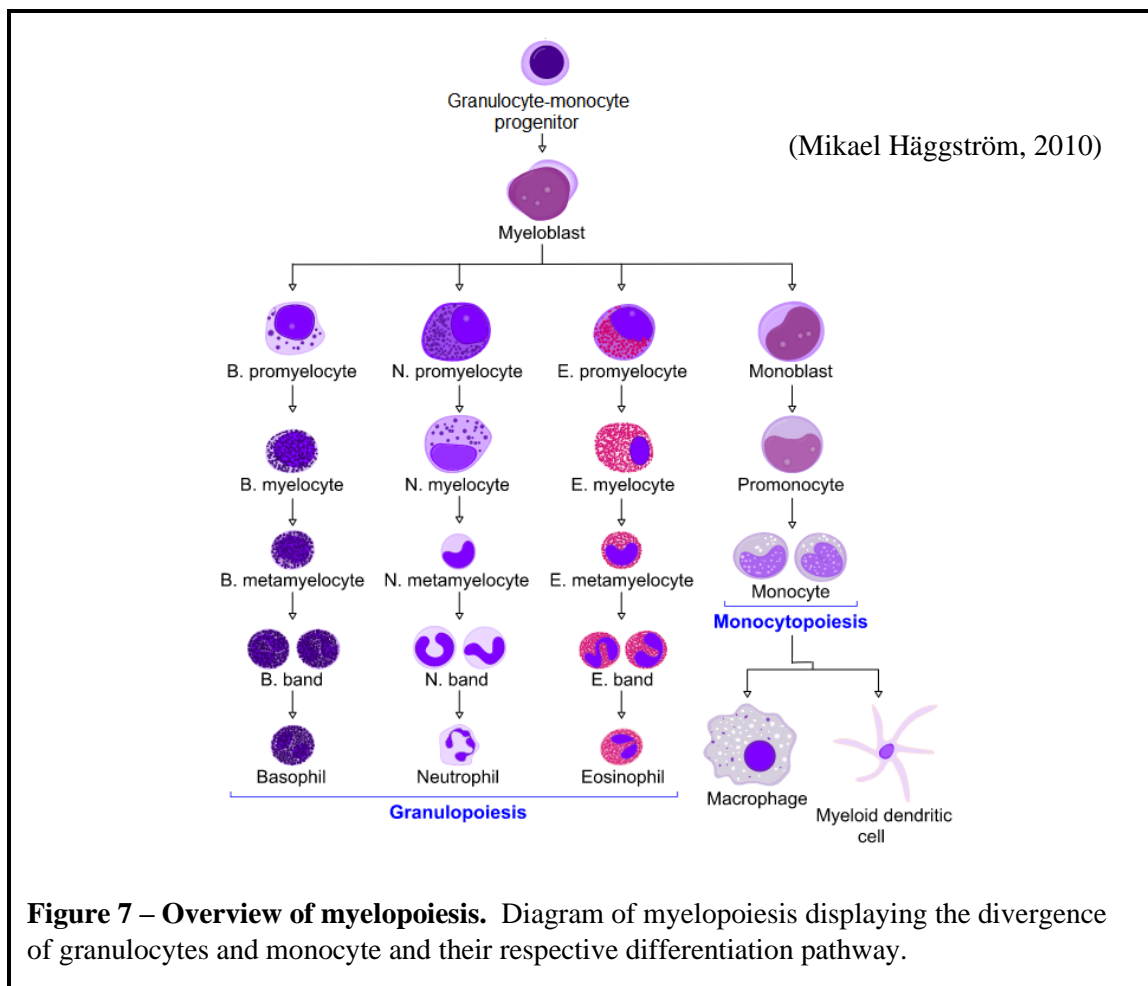 Granulocyte-monocyte
progenitor
(Mikael Häggström, 2010)
Myeloblast
B. promyelocyte
N. promyelocyte
E. promyelocyte
Monoblast
B. myelocyte
N. myelocyte
E. myelocyte
Promonocyte
B. metamyelocyte
N. metamyelocyte
E. metamyelocyte
Monocyte
Monocytopoiesis
B. band
N. band
E. band
Basophil
Neutrophil
Eosinophil
Granulopoiesis
Macrophage
Myeloid dendritic
cell
Figure 7 – Overview of myelopoiesis. Diagram of myelopoiesis displaying the divergence
of granulocytes and monocyte and their respective differentiation pathway.